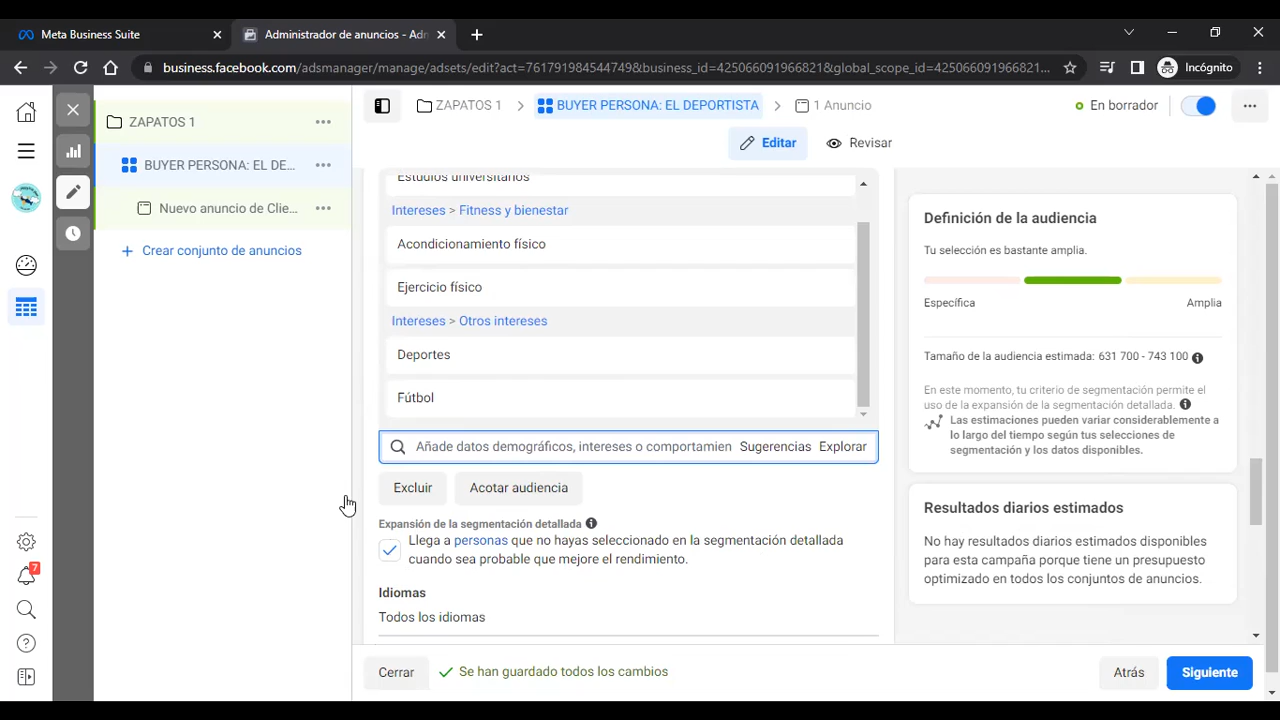 Meta Business Suite
Administrador de anuncios - Adn
Incógnito
business.facebook.com/adsmanager/manage/adsets/edit?act=761791984544749&business_id=425066091966821&global_scope_id=42506609196682 1...
ZAPATOS 1
BUYER PERSONA: EL DE...
Nuevo anuncio de Clie...
+ Crear conjunto de anuncios
7
ZAPATOS 1 > BUYER PERSONA: EL DEPORTISTA > 1 Anuncio
En borrador
Editar
Revisar
Estudios universitarios
Intereses > Fitness y bienestar
Acondicionamiento físico
Ejercicio físico
Intereses > Otros intereses
Deportes
Fútbol
Añade datos demográficos, intereses o comportamien Sugerencias Explorar
Excluir Acotar audiencia
Expansión de la segmentación detallada
Llega a personas que no hayas seleccionado en la segmentación detallada
cuando sea probable que mejore el rendimiento.
Idiomas
Todos los idiomas
Definición de la audiencia
Tu selección es bastante amplia.
Específica Amplia
Tamaño de la audiencia estimada: 631 700 - 743 100
En este momento, tu criterio de segmentación permite el
uso de la expansión de la segmentación detallada.
Las estimaciones pueden variar considerablemente a
lo largo del tiempo según tus selecciones de
segmentación y los datos disponibles.
Resultados diarios estimados
No hay resultados diarios estimados disponibles
para esta campaña porque tiene un presupuesto
optimizado en todos los conjuntos de anuncios.
Cerrar
Se han guardado todos los cambios
Atrás
Siguiente